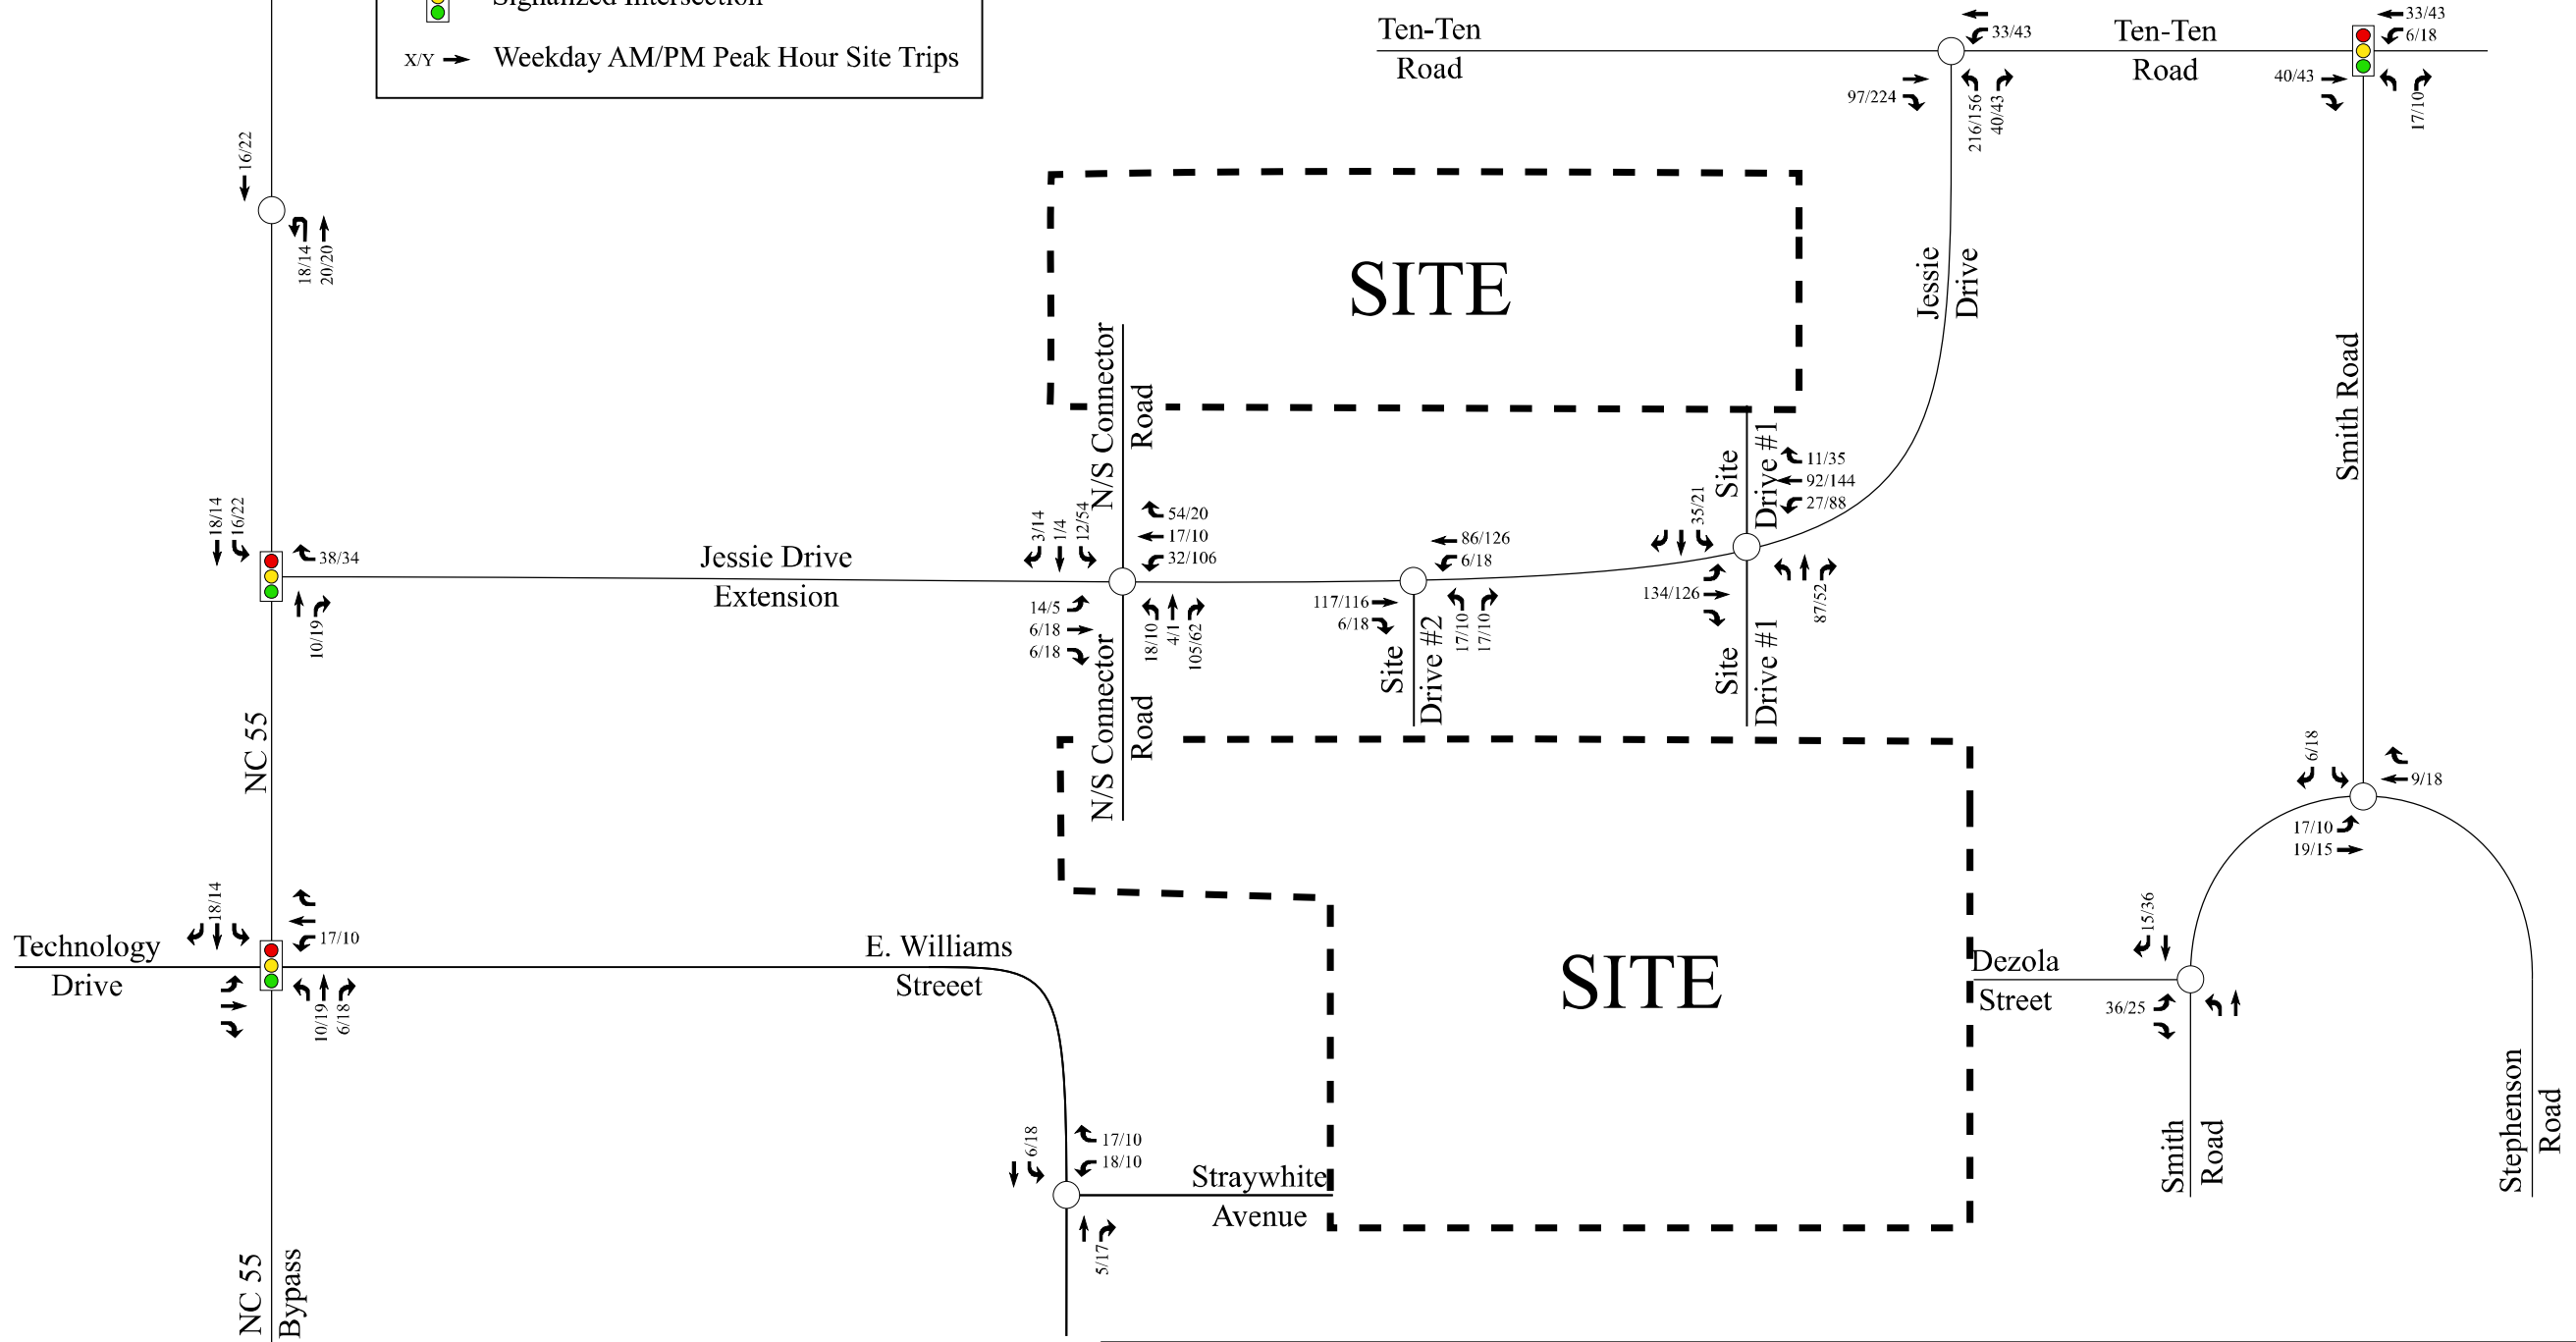 Signalized Intersection
X/Y Weekday AM/PM Peak Hour Site Trips
Ten-Ten
Road
33/43
97/224
216/156
40/43
Ten-Ten
Road
33/43
6/18
40/43
17/10
16/22
18/14
20/20
SITE
Jessie
Drive
Smith Road
N/S Connector
Road
Site
Drive #1
11/35
92/144
27/88
35/21
134/126
87/52
Site
Drive #1
18/14
16/22
38/34
10/19
Jessie Drive
Extension
3/14
1/4
12/54
54/20
17/10
32/106
14/5
6/18
6/18
18/10
4/1
105/62
86/126
6/18
117/116
6/18
17/10
17/10
Site
Drive #2
N/S Connector
Road
NC 55
6/18
9/18
17/10
19/15
18/14
17/10
10/19
6/18
Technology
Drive
E. Williams
Streeet
SITE
Dezola
Street
15/36
36/25
Smith
Road
Stephenson
Road
6/18
17/10
18/10
5/17
Straywhite
Avenue
NC 55
Bypass